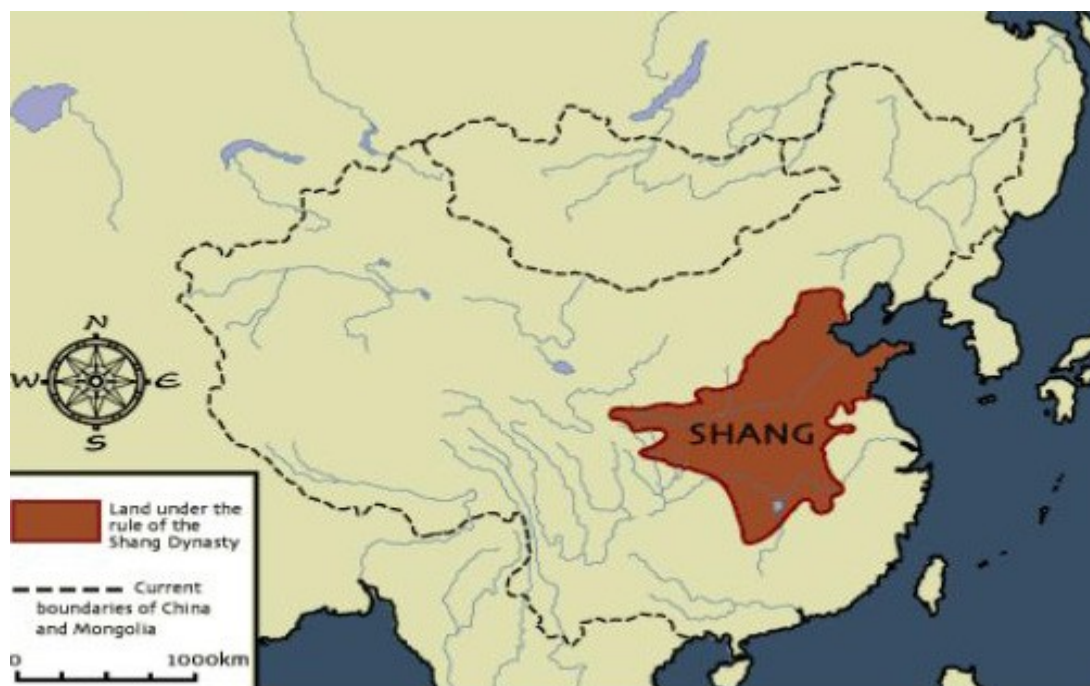 N
W
E
S
SHANG
Land under the
rule of the
Shang Dynasty
Current
boundaries of China
and Mongolia
0
1000km